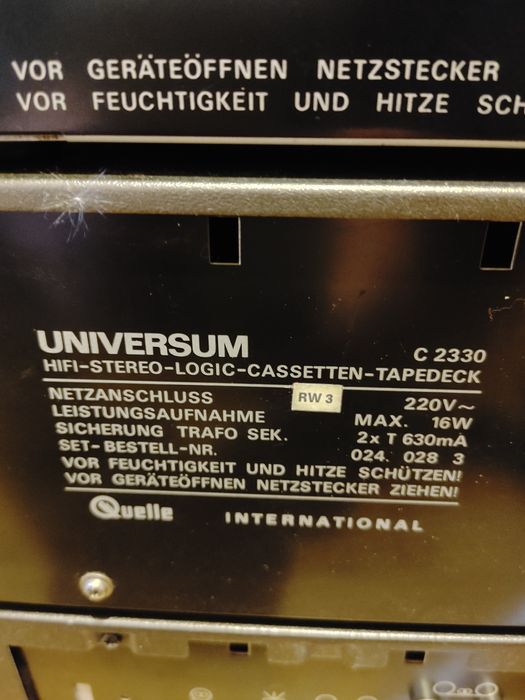 VOR GERÄTEÖFFNEN NETZSTECKER
VOR FEUCHTIGKEIT UND HITZE SCH
UNIVERSUM C 2330
HIFI-STEREO-LOGIC-CASSETTEN-TAPEDECK
NETZANSCHLUSS RW 3 220V~
LEISTUNGSAUFNAHME MAX. 16W
SICHERUNG TRAFO SEK. 2x T 630mA
SET-BESTELL-NR. 024. 028 3
VOR FEUCHTIGKEIT UND HITZE SCHÜTZEN!
VOR GERÄTEÖFFNEN NETZSTECKER ZIEHEN!
Quelle INTERNATIONAL